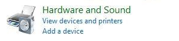 Hardware and Sound
View devices and printers
Add a device